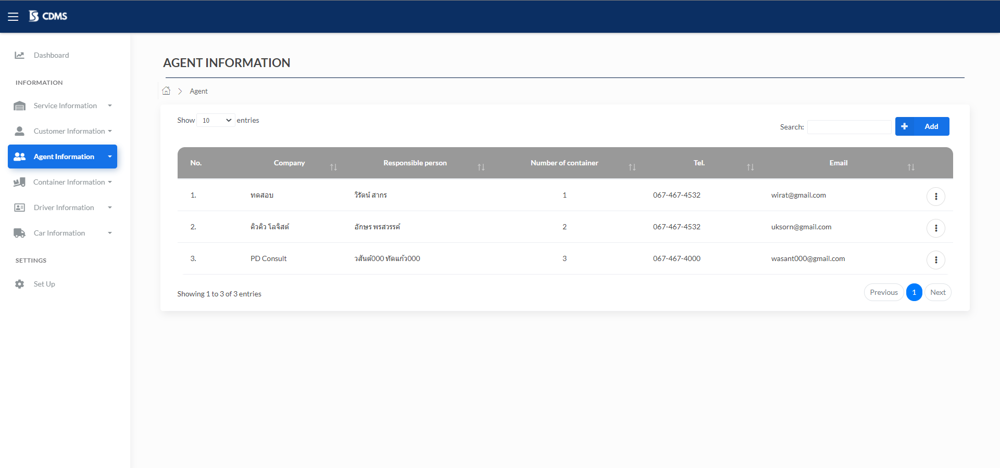 CDMS
Dashboard
INFORMATION
Service Information
Customer Information
Agent Information
Container Information
Driver Information
Car Information
SETTINGS
Set Up
AGENT INFORMATION
Agent
Show 10 entries
Search: Add
No. Company Responsible person Number of container Tel. Email
1. ทดสอบ วิรัตน์ สากร 1 067-467-4532 wirat@gmail.com
2. คิวคิว โลจิสต์ อักษร พรสวรรค์ 2 067-467-4532 uksorn@gmail.com
3. PD Consult วสันต์000 ทัดแก้ว000 3 067-467-4000 wasant000@gmail.com
Showing 1 to 3 of 3 entries
Previous 1 Next